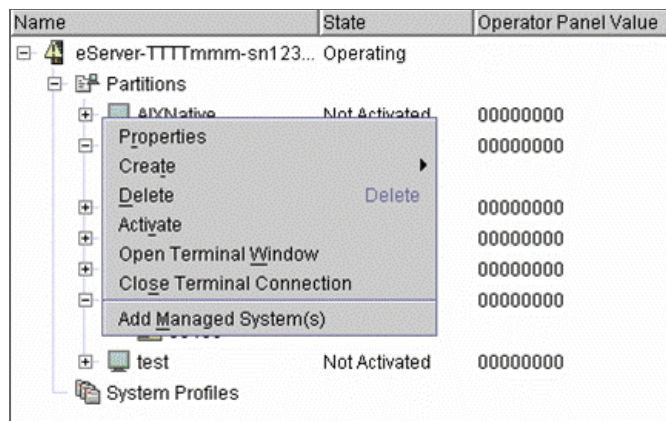 Name State Operator Panel Value
eServer-TTTTmmm-sn123... Operating
Partitions
AIXNative Not Activated 00000000
Properties 00000000
Create
Delete Delete 00000000
Activate 00000000
Open Terminal Window 00000000
Close Terminal Connection 00000000
Add Managed System(s)
test Not Activated 00000000
System Profiles